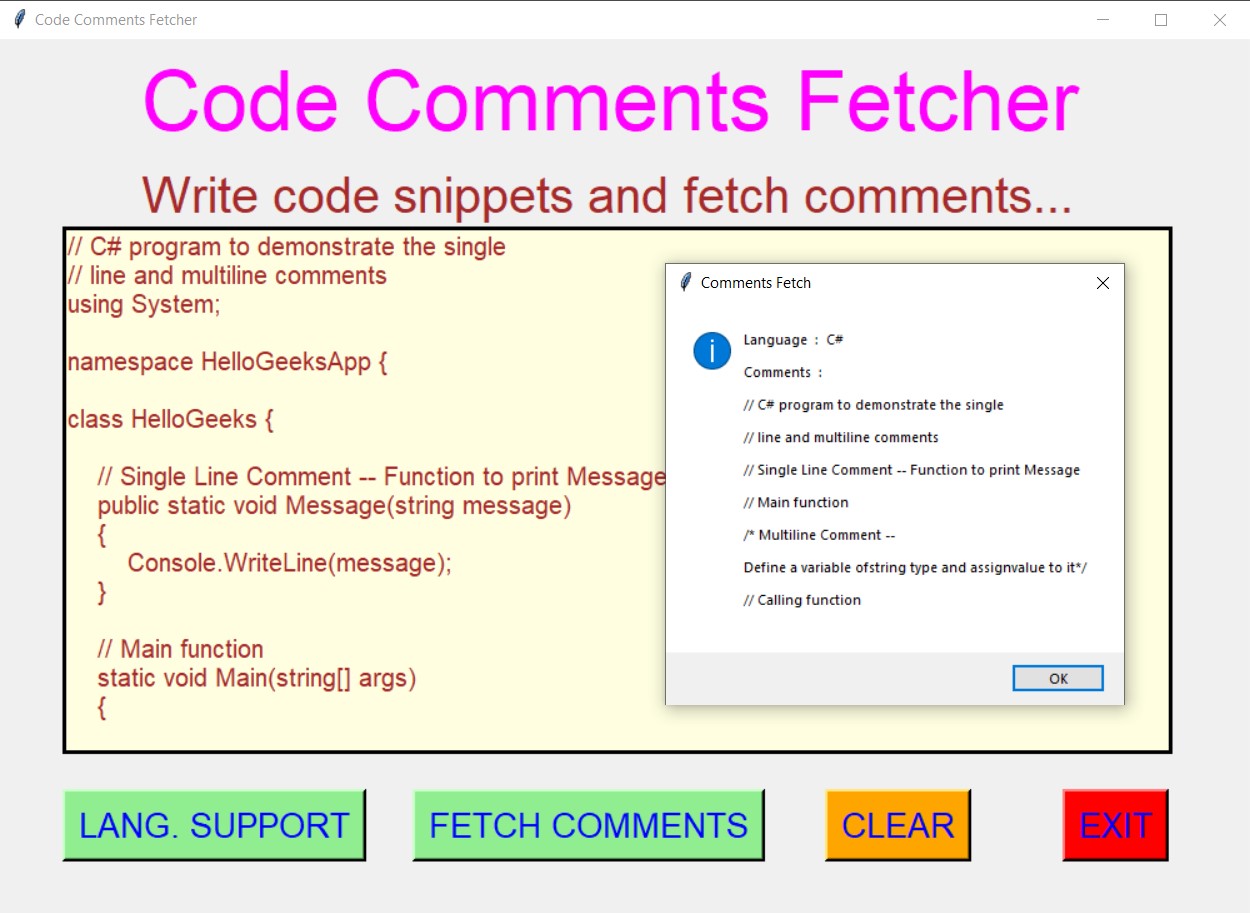 Code Comments Fetcher
Code Comments Fetcher
Write code snippets and fetch comments...
// C# program to demonstrate the single
// line and multiline comments
using System;
namespace HelloGeeksApp {
class HelloGeeks {
// Single Line Comment -- Function to print Message
public static void Message(string message)
{
Console.WriteLine(message);
}
// Main function
static void Main(string[] args)
{
Comments Fetch
i
Language : C#
Comments :
// C# program to demonstrate the single
// line and multiline comments
// Single Line Comment -- Function to print Message
// Main function
/* Multiline Comment --
Define a variable ofstring type and assignvalue to it*/
// Calling function
OK
LANG. SUPPORT
FETCH COMMENTS
CLEAR
EXIT